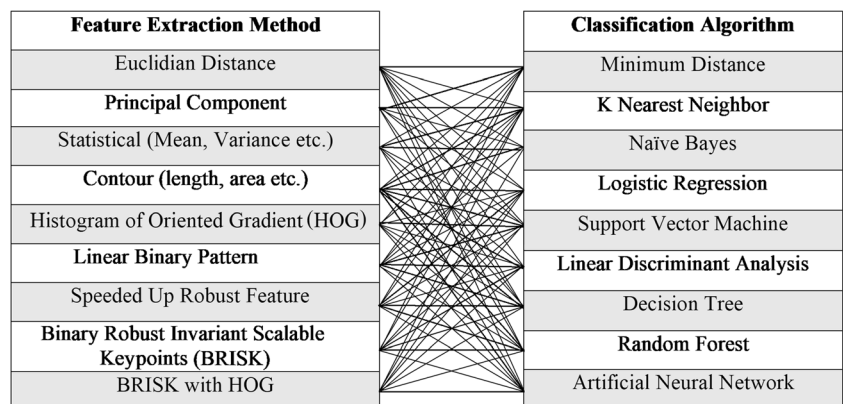 Feature Extraction Method
Euclidian Distance
Principal Component
Statistical (Mean, Variance etc.)
Contour (length, area etc.)
Histogram of Oriented Gradient (HOG)
Linear Binary Pattern
Speeded Up Robust Feature
Binary Robust Invariant Scalable
Keypoints (BRISK)
BRISK with HOG
Classification Algorithm
Minimum Distance
K Nearest Neighbor
Naïve Bayes
Logistic Regression
Support Vector Machine
Linear Discriminant Analysis
Decision Tree
Random Forest
Artificial Neural Network